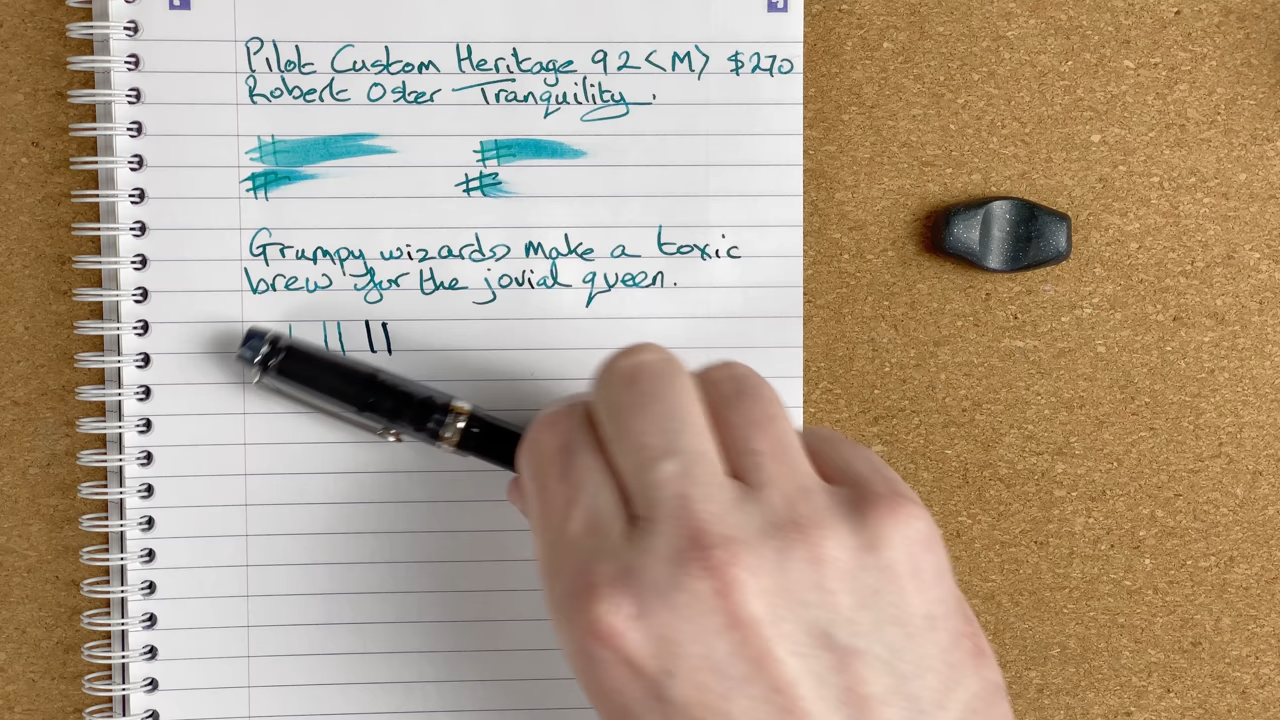 Pilot Custom Heritage 92 <M> $270
Robert Oster Tranquility.
# #
# #
Grumpy wizards make a toxic
brew for the jovial queen.